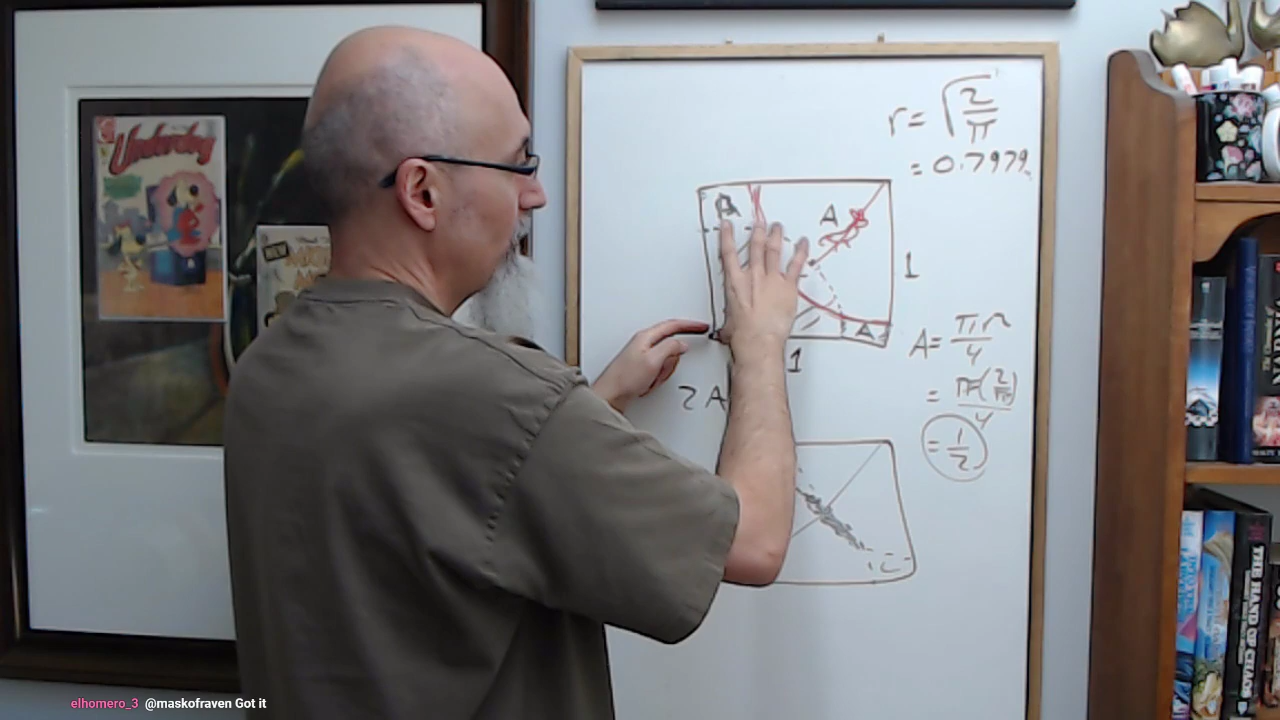 Underdog
r = √2/π
= 0.7979
B
A
1
A
1
A = πr²/4
= π(2/π)/4
= 1/2
2A
C
THE HAND OF CHAOS
elhomero_3 @maskofraven Got it